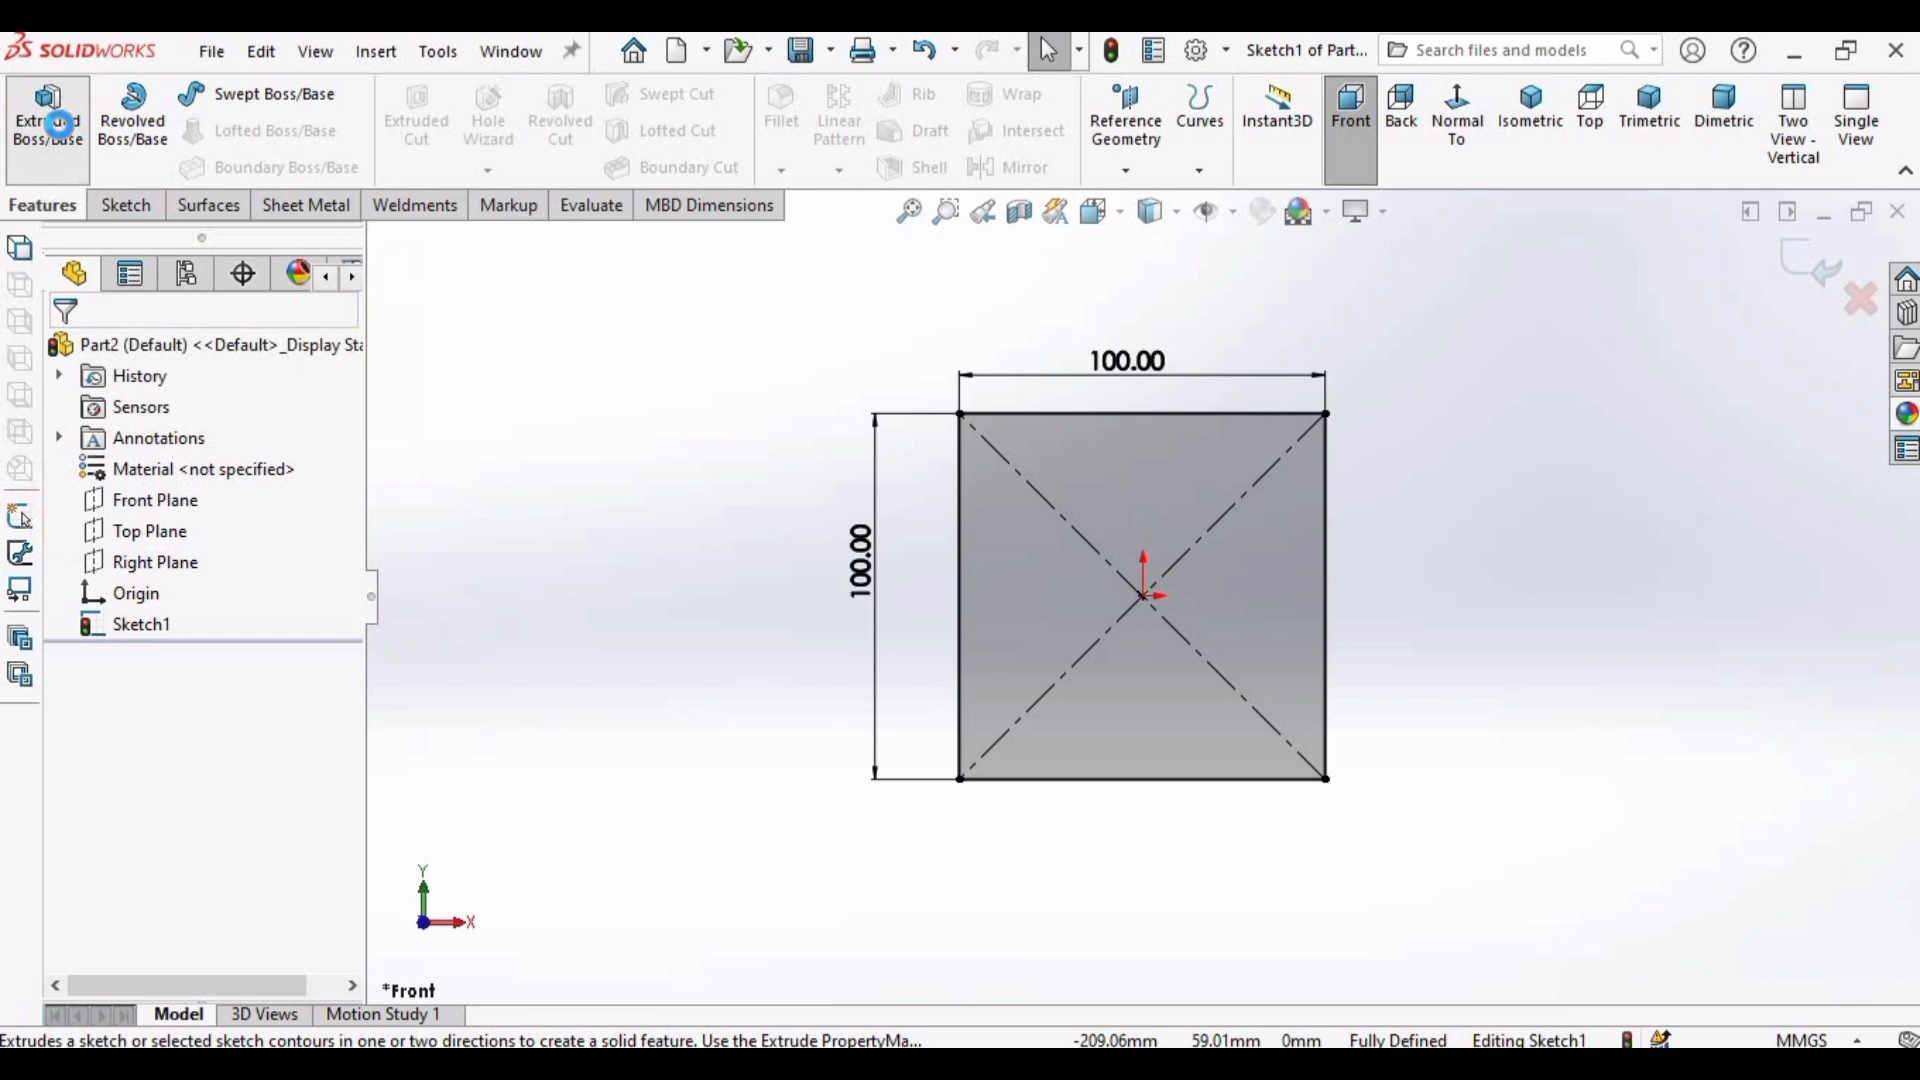 SOLIDWORKS File Edit View Insert Tools Window Sketch1 of Part... Search files and models
Extruded Boss/Base
Revolved Boss/Base
Swept Boss/Base
Lofted Boss/Base
Boundary Boss/Base
Extruded Cut
Hole Wizard
Revolved Cut
Swept Cut
Lofted Cut
Boundary Cut
Fillet
Linear Pattern
Rib
Draft
Shell
Wrap
Intersect
Mirror
Reference Geometry
Curves
Instant3D
Front
Back
Normal To
Isometric
Top
Trimetric
Dimetric
Two View - Vertical
Single View
Features Sketch Surfaces Sheet Metal Weldments Markup Evaluate MBD Dimensions
Part2 (Default) <<Default>_Display Sta
History
Sensors
Annotations
Material <not specified>
Front Plane
Top Plane
Right Plane
Origin
Sketch1
100.00
100.00
Y
X
*Front
Model 3D Views Motion Study 1
Extrudes a sketch or selected sketch contours in one or two directions to create a solid feature. Use the Extrude PropertyMa... -209.06mm 59.01mm 0mm Fully Defined Editing Sketch1 MMGS